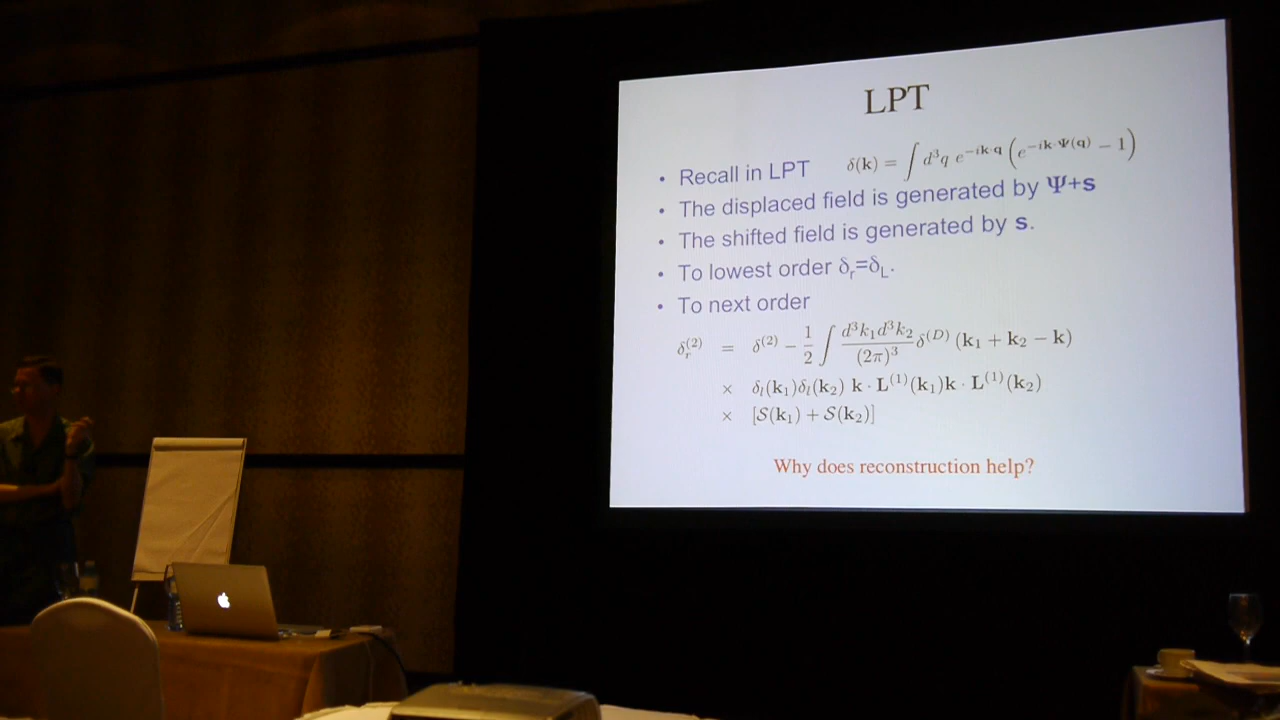 LPT
• Recall in LPT δ(k) = ∫ d³q e^{−ik·q} (e^{−ik·Ψ(q)} − 1)
• The displaced field is generated by Ψ+s
• The shifted field is generated by s.
• To lowest order δ_r=δ_L.
• To next order
δ_r^{(2)} = δ^{(2)} − 1/2 ∫ d³k₁d³k₂/(2π)³ δ^{(D)} (k₁ + k₂ − k)
× δ_l(k₁)δ_l(k₂) k · L^{(1)}(k₁)k · L^{(1)}(k₂)
× [S(k₁) + S(k₂)]
Why does reconstruction help?